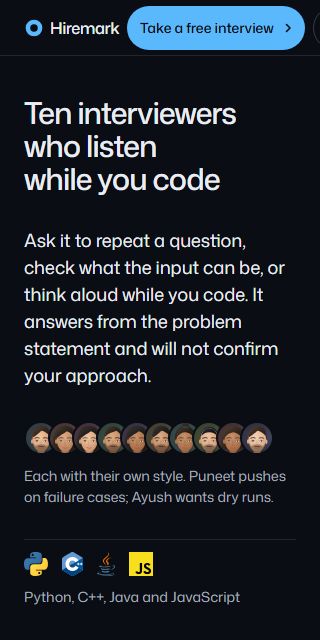 Hiremark
Take a free interview
Ten interviewers
who listen
while you code
Ask it to repeat a question,
check what the input can be, or
think aloud while you code. It
answers from the problem
statement and will not confirm
your approach.
Each with their own style. Puneet pushes
on failure cases; Ayush wants dry runs.
C++
JS
Python, C++, Java and JavaScript